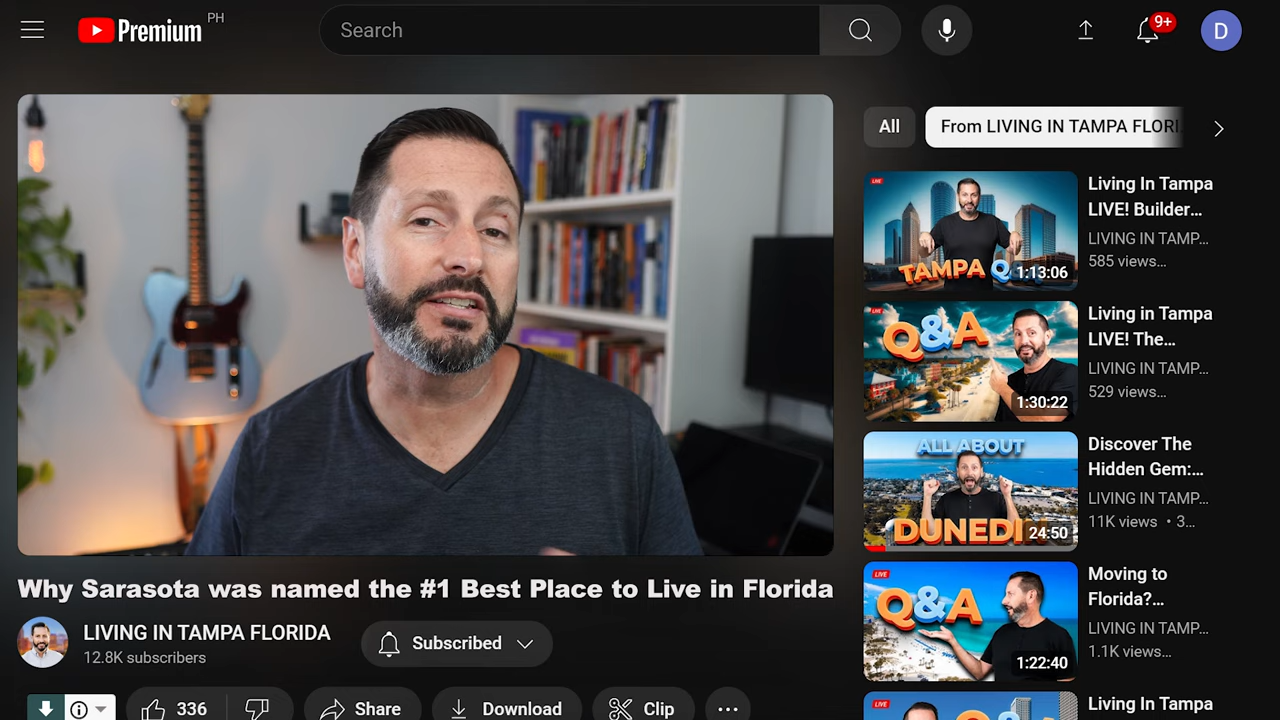 Premium PH
Search
9+
D
All
From LIVING IN TAMPA FLORI
Why Sarasota was named the #1 Best Place to Live in Florida
LIVING IN TAMPA FLORIDA
12.8K subscribers
Subscribed
336
Share
Download
Clip
LIVE
TAMPA Q
1:13:06
Living In Tampa
LIVE! Builder...
LIVING IN TAMP...
585 views...
LIVE
Q&A
1:30:22
Living in Tampa
LIVE! The...
LIVING IN TAMP...
529 views...
ALL ABOUT
DUNEDI
24:50
Discover The
Hidden Gem:...
LIVING IN TAMP...
11K views • 3...
LIVE
Q&A
1:22:40
Moving to
Florida?...
LIVING IN TAMP...
1.1K views...
LIVE
Living In Tampa